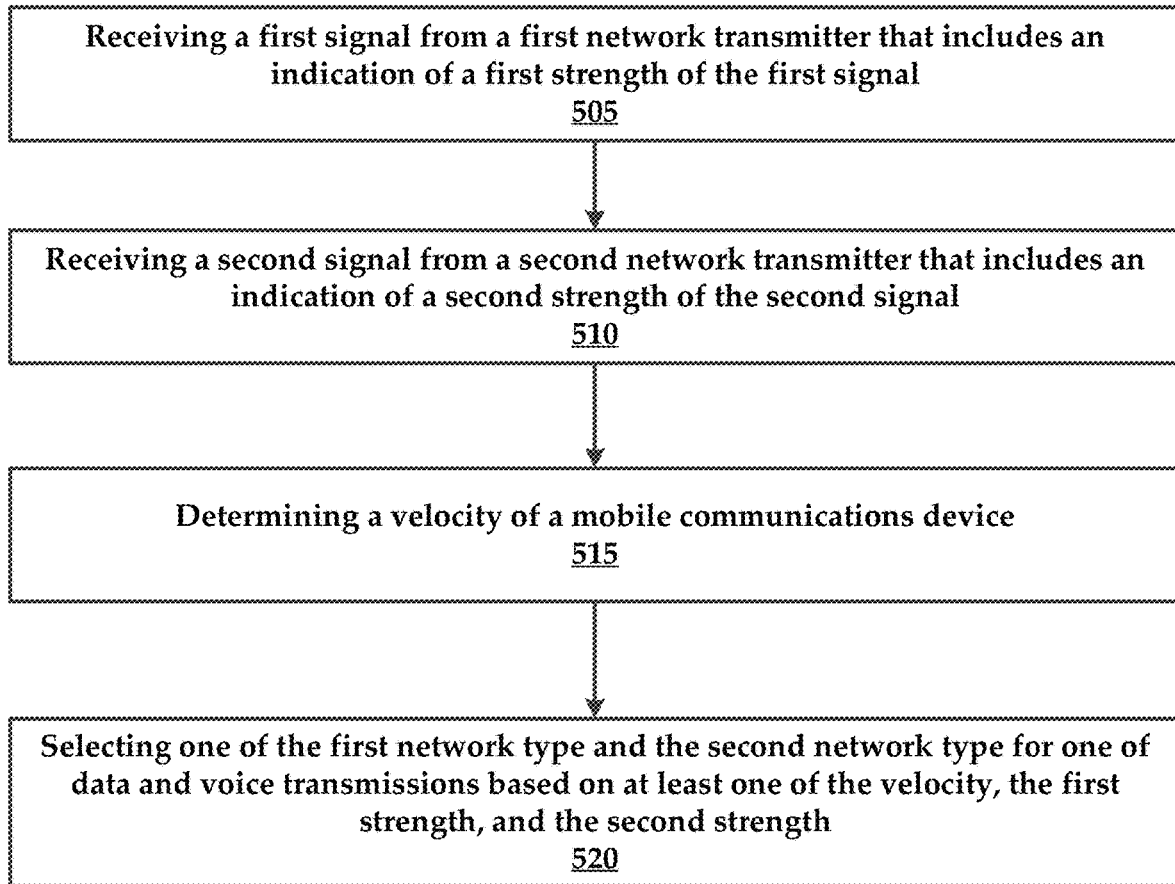 Receiving a first signal from a first network transmitter that includes an
indication of a first strength of the first signal
505
Receiving a second signal from a second network transmitter that includes an
indication of a second strength of the second signal
510
Determining a velocity of a mobile communications device
515
Selecting one of the first network type and the second network type for one of
data and voice transmissions based on at least one of the velocity, the first
strength, and the second strength
520